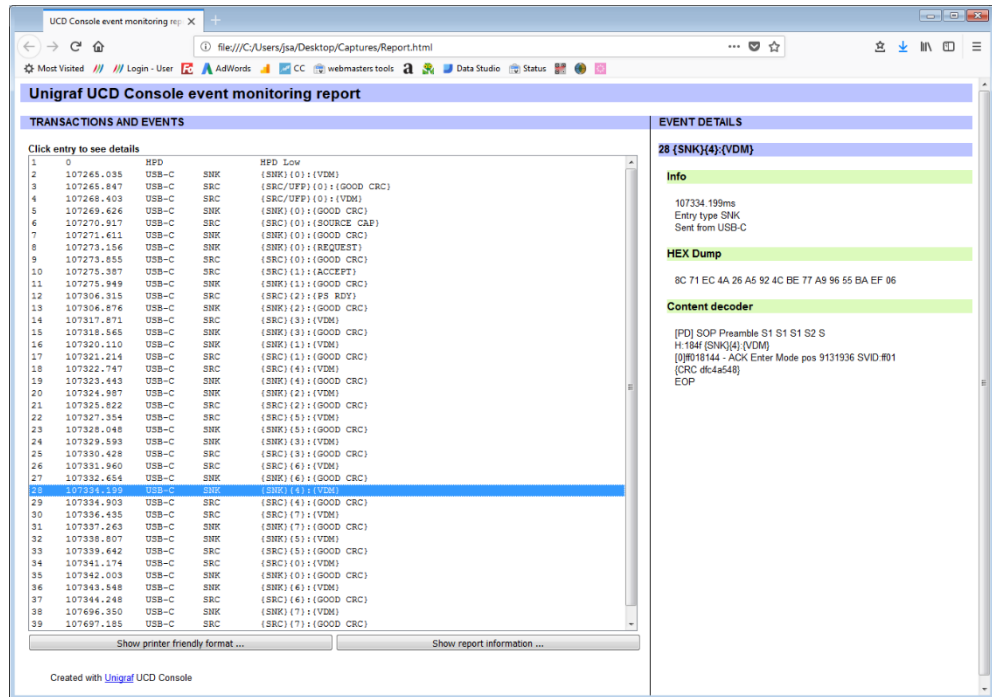 UCD Console event monitoring rep
file:///C:/Users/jsa/Desktop/Captures/Report.html
Most Visited Login - User AdWords CC webmasters tools Data Studio Status
Unigraf UCD Console event monitoring report
TRANSACTIONS AND EVENTS
Click entry to see details
1 0 HPD HPD Low
2 107265.035 USB-C SNK {SNK}{0}:{VDM}
3 107265.847 USB-C SRC {SRC/UFP}{0}:{GOOD CRC}
4 107268.403 USB-C SRC {SRC/UFP}{0}:{VDM}
5 107269.626 USB-C SNK {SNK}{0}:{GOOD CRC}
6 107270.917 USB-C SRC {SRC}{0}:{SOURCE CAP}
7 107271.611 USB-C SNK {SNK}{0}:{GOOD CRC}
8 107273.156 USB-C SNK {SNK}{0}:{REQUEST}
9 107273.855 USB-C SRC {SRC}{0}:{GOOD CRC}
10 107275.387 USB-C SRC {SRC}{1}:{ACCEPT}
11 107275.949 USB-C SNK {SNK}{1}:{GOOD CRC}
12 107306.315 USB-C SRC {SRC}{2}:{PS RDY}
13 107306.876 USB-C SNK {SNK}{2}:{GOOD CRC}
14 107317.871 USB-C SRC {SRC}{3}:{VDM}
15 107318.565 USB-C SNK {SNK}{3}:{GOOD CRC}
16 107320.110 USB-C SNK {SNK}{1}:{VDM}
17 107321.214 USB-C SRC {SRC}{1}:{GOOD CRC}
18 107322.747 USB-C SRC {SRC}{4}:{VDM}
19 107323.443 USB-C SNK {SNK}{4}:{GOOD CRC}
20 107324.987 USB-C SNK {SNK}{2}:{VDM}
21 107325.822 USB-C SRC {SRC}{2}:{GOOD CRC}
22 107327.354 USB-C SRC {SRC}{5}:{VDM}
23 107328.048 USB-C SNK {SNK}{5}:{GOOD CRC}
24 107329.593 USB-C SNK {SNK}{3}:{VDM}
25 107330.428 USB-C SRC {SRC}{3}:{GOOD CRC}
26 107331.960 USB-C SRC {SRC}{6}:{VDM}
27 107332.654 USB-C SNK {SNK}{6}:{GOOD CRC}
28 107334.199 USB-C SNK {SNK}{4}:{VDM}
29 107334.903 USB-C SRC {SRC}{4}:{GOOD CRC}
30 107336.435 USB-C SRC {SRC}{7}:{VDM}
31 107337.263 USB-C SNK {SNK}{7}:{GOOD CRC}
32 107338.807 USB-C SNK {SNK}{5}:{VDM}
33 107339.642 USB-C SRC {SRC}{5}:{GOOD CRC}
34 107341.174 USB-C SRC {SRC}{0}:{VDM}
35 107342.003 USB-C SNK {SNK}{0}:{GOOD CRC}
36 107343.548 USB-C SNK {SNK}{6}:{VDM}
37 107344.248 USB-C SRC {SRC}{6}:{GOOD CRC}
38 107696.350 USB-C SNK {SNK}{7}:{VDM}
39 107697.185 USB-C SRC {SRC}{7}:{GOOD CRC}
Show printer friendly format ...
Show report information ...
Created with Unigraf UCD Console
EVENT DETAILS
28 {SNK}{4}:{VDM}
Info
107334.199ms
Entry type SNK
Sent from USB-C
HEX Dump
8C 71 EC 4A 26 A5 92 4C BE 77 A9 96 55 BA EF 06
Content decoder
[PD] SOP Preamble S1 S1 S1 S2 S
H:184f {SNK}{4}:{VDM}
[0]ff018144 - ACK Enter Mode pos 9131936 SVID:ff01
{CRC dfc4a548}
EOP